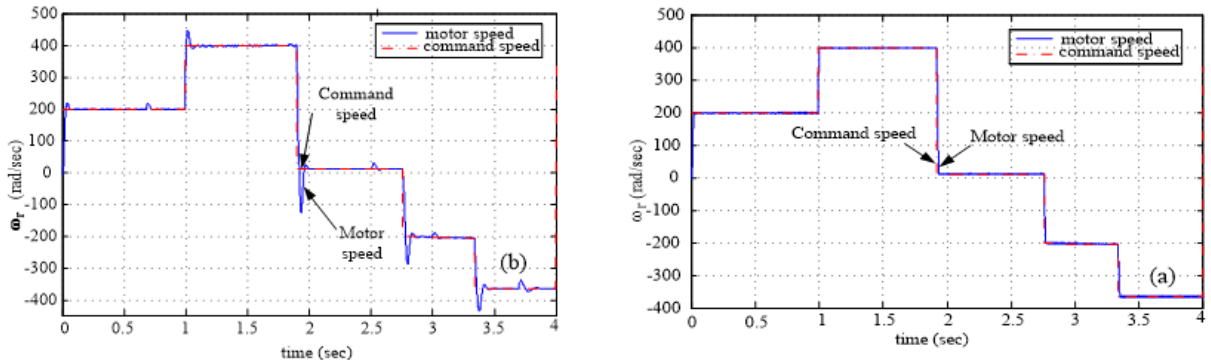 motor speed
command speed
400
300
200
100
0
-100
-200
-300
-400
ω_r (rad/sec)
Command
speed
Motor
speed
(b)
0
0.5
1
1.5
2
2.5
3
3.5
4
time (sec)
500
motor speed
command speed
400
300
200
100
0
-100
-200
-300
-400
ω_r (rad/sec)
Command speed
Motor speed
(a)
0
0.5
1
1.5
2
2.5
3
3.5
4
time (sec)